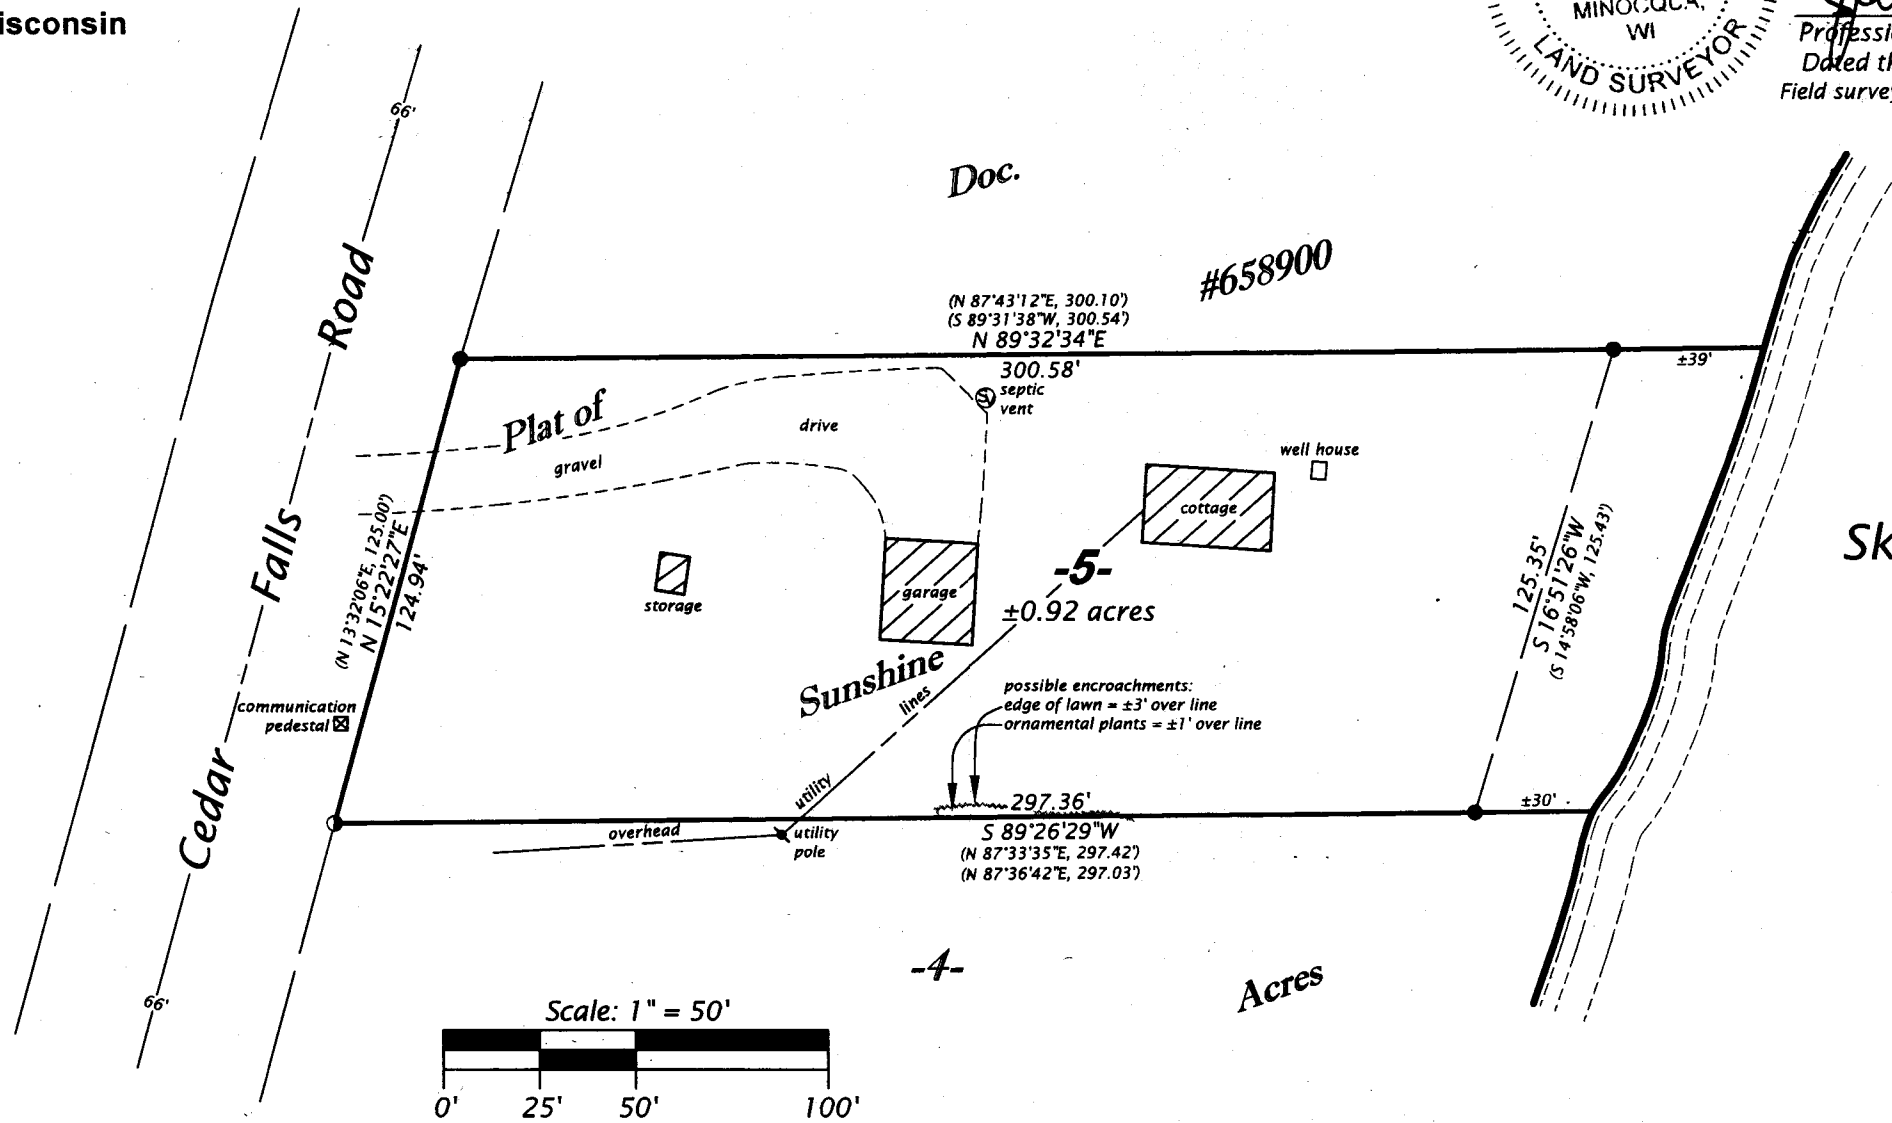 isconsin
MINOCQUA,
WI
LAND SURVEYOR
Dated th
Field surve
66'
Doc.
#658900
(N 87°43'12"E, 300.10')
(S 89°31'38"W, 300.54')
N 89°32'34"E
300.58'
±39'
septic
vent
SV
Plat of
drive
gravel
well house
cottage
Cedar Falls Road
(N 13°32'06"E, 125.00')
N 15°22'27"E
124.94'
storage
garage
-5-
±0.92 acres
125.35'
S 16°51'26"W
(S 14°58'06"W, 125.43')
Sk
Sunshine
lines
possible encroachments:
edge of lawn = ±3' over line
ornamental plants = ±1' over line
communication
pedestal
utility
297.36'
±30'
overhead
utility
pole
S 89°26'29"W
(N 87°33'35"E, 297.42')
(N 87°36'42"E, 297.03')
-4-
Acres
66'
Scale: 1" = 50'
0' 25' 50' 100'